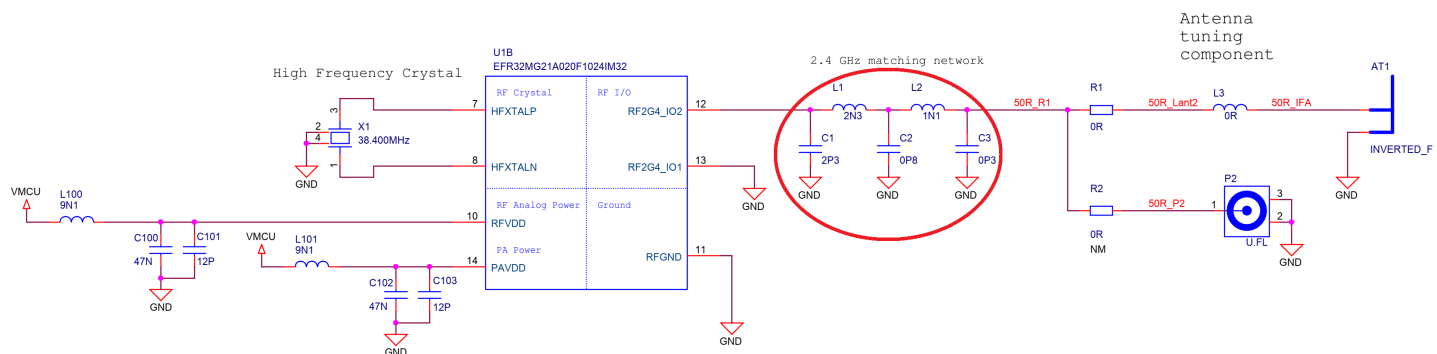 Antenna
tuning
component
AT1
INVERTED_F
2.4 GHz matching network
High Frequency Crystal
U1B
EFR32MG21A020F1024IM32
RF Crystal
RF I/O
7
HFXTALP
RF2G4_IO2
12
8
HFXTALN
RF2G4_IO1
13
RF Analog Power
Ground
10
RFVDD
PA Power
14
PAVDD
RFGND
11
3
2
4
1
X1
38.400MHz
GND
VMCU
L100
9N1
C100
47N
C101
12P
GND
VMCU
L101
9N1
C102
47N
C103
12P
GND
L1
2N3
L2
1N1
C1
2P3
C2
0P8
C3
0P3
GND
GND
GND
GND
GND
50R_R1
R1
0R
50R_Lant2
L3
0R
50R_IFA
GND
R2
0R
NM
50R_P2
P2
1
3
2
U.FL
GND